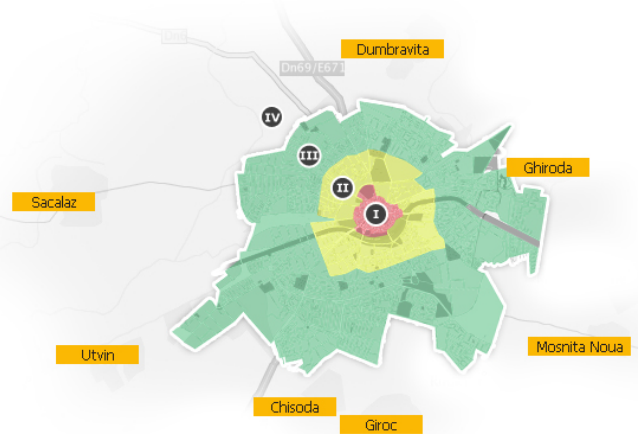 Dumbravita
Dn69/E671
IV
III
Ghiroda
II
Sacalaz
I
Utvin
Mosnita Noua
Chisoda
Giroc